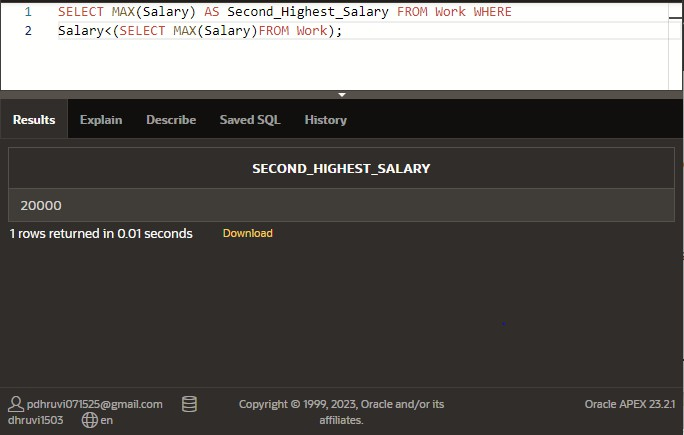 1 SELECT MAX(Salary) AS Second_Highest_Salary FROM Work WHERE
2 Salary<(SELECT MAX(Salary)FROM Work);
Results Explain Describe Saved SQL History
SECOND_HIGHEST_SALARY
20000
1 rows returned in 0.01 seconds Download
pdhruvi071525@gmail.com
dhruvi1503 en
Copyright © 1999, 2023, Oracle and/or its
affiliates.
Oracle APEX 23.2.1